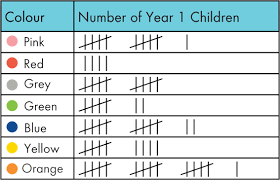 Colour Number of Year 1 Children
Pink
Red
Grey
Green
Blue
Yellow
Orange